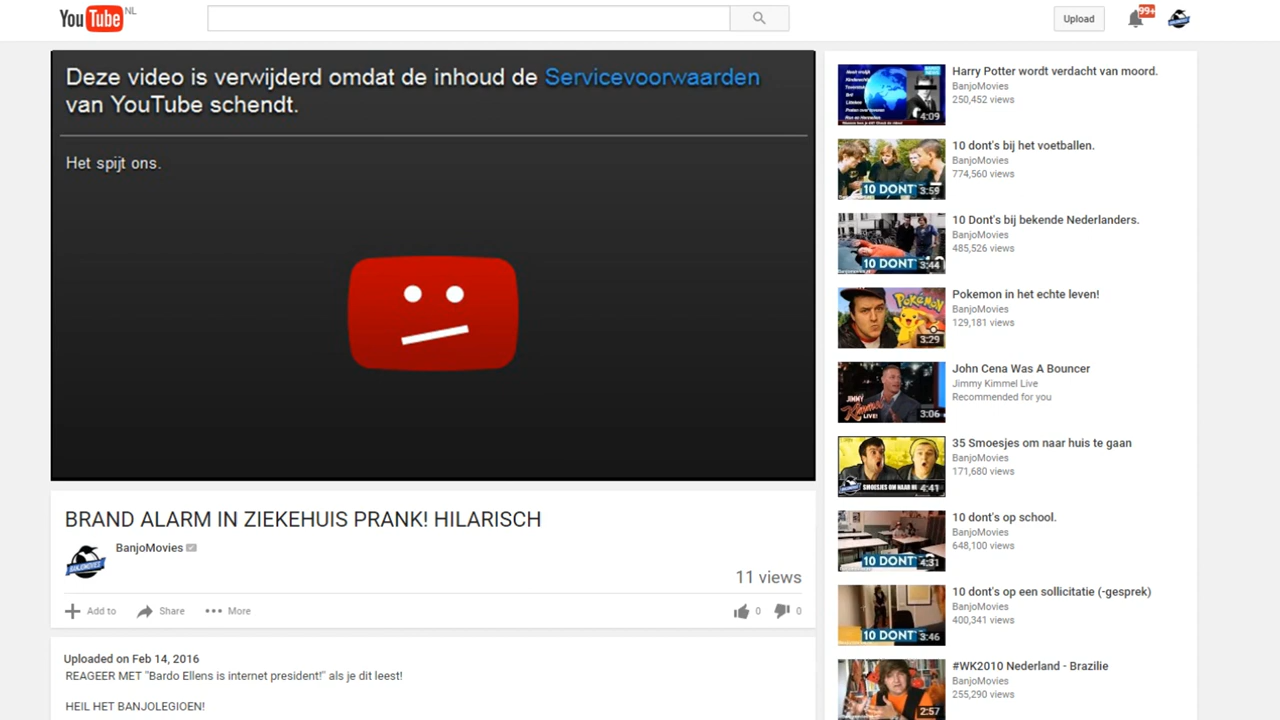 YouTube NL
Upload
99+
Deze video is verwijderd omdat de inhoud de Servicevoorwaarden
van YouTube schendt.
Het spijt ons.
BRAND ALARM IN ZIEKEHUIS PRANK! HILARISCH
BanjoMovies
BANJOMOVIES
11 views
Add to
Share
More
0
0
Uploaded on Feb 14, 2016
REAGEER MET "Bardo Ellens is internet president!" als je dit leest!
HEIL HET BANJOLEGIOEN!
4:09
Harry Potter wordt verdacht van moord.
BanjoMovies
250,452 views
10 DONT'
3:59
10 dont's bij het voetballen.
BanjoMovies
774,560 views
10 DONT'
3:44
10 Dont's bij bekende Nederlanders.
BanjoMovies
485,526 views
Pokémon
3:29
Pokemon in het echte leven!
BanjoMovies
129,181 views
JIMMY
KIMMEL
LIVE!
3:06
John Cena Was A Bouncer
Jimmy Kimmel Live
Recommended for you
SMOESJES OM NAAR
4:41
35 Smoesjes om naar huis te gaan
BanjoMovies
171,680 views
10 DONT'
4:31
10 dont's op school.
BanjoMovies
648,100 views
10 DONT'
3:46
10 dont's op een sollicitatie (-gesprek)
BanjoMovies
400,341 views
2:57
#WK2010 Nederland - Brazilie
BanjoMovies
255,290 views